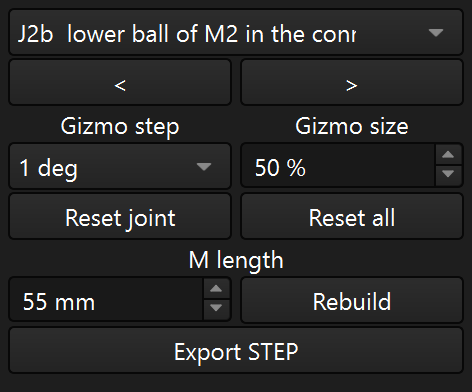 J2b lower ball of M2 in the conr
< >
Gizmo step Gizmo size
1 deg 50 %
Reset joint Reset all
M length
55 mm Rebuild
Export STEP